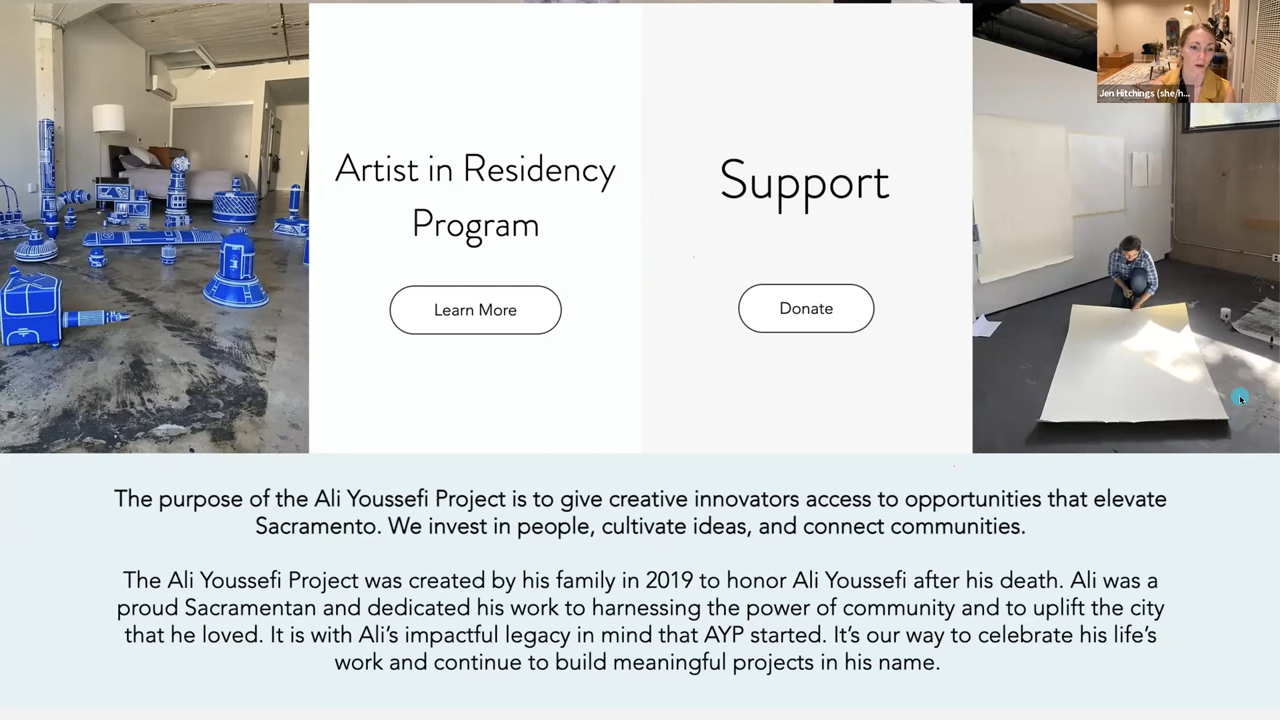 Jen Hitchings (she/h...
Artist in Residency
Program
Support
Learn More
Donate
The purpose of the Ali Youssefi Project is to give creative innovators access to opportunities that elevate
Sacramento. We invest in people, cultivate ideas, and connect communities.
The Ali Youssefi Project was created by his family in 2019 to honor Ali Youssefi after his death. Ali was a
proud Sacramentan and dedicated his work to harnessing the power of community and to uplift the city
that he loved. It is with Ali’s impactful legacy in mind that AYP started. It’s our way to celebrate his life’s
work and continue to build meaningful projects in his name.